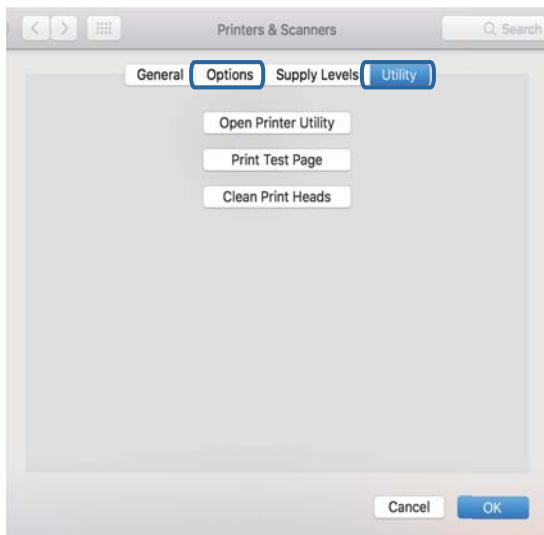 Printers & Scanners Search
General Options Supply Levels Utility
Open Printer Utility
Print Test Page
Clean Print Heads
Cancel OK